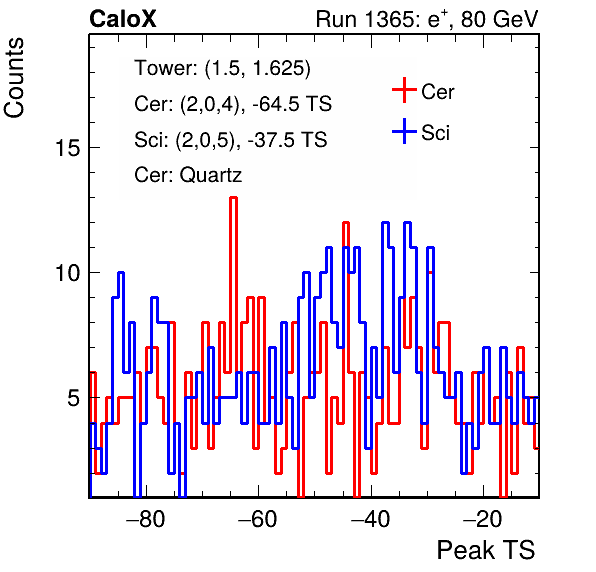 CaloX Run 1365: e⁺, 80 GeV
Counts
Tower: (1.5, 1.625)
Cer: (2,0,4), -64.5 TS
Sci: (2,0,5), -37.5 TS
Cer: Quartz
Cer
Sci
15
10
5
−80 −60 −40 −20
Peak TS